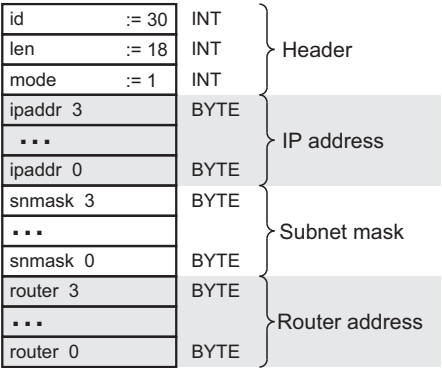 id := 30 INT
len := 18 INT
mode := 1 INT
Header
ipaddr 3 BYTE
...
IP address
ipaddr 0 BYTE
snmask 3 BYTE
...
Subnet mask
snmask 0 BYTE
router 3 BYTE
...
Router address
router 0 BYTE